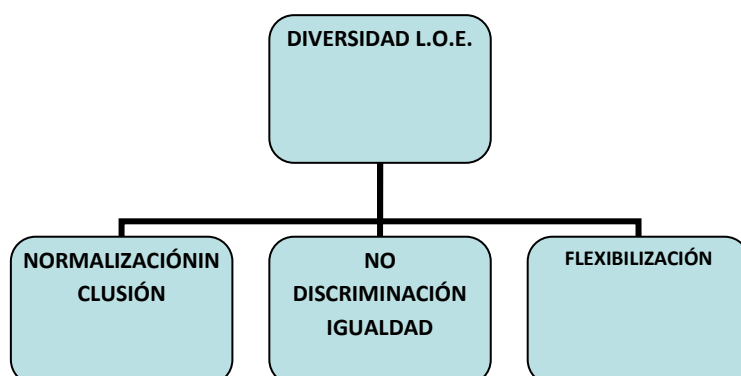 DIVERSIDAD L.O.E.
NORMALIZACIÓNIN
CLUSIÓN
NO
DISCRIMINACIÓN
IGUALDAD
FLEXIBILIZACIÓN